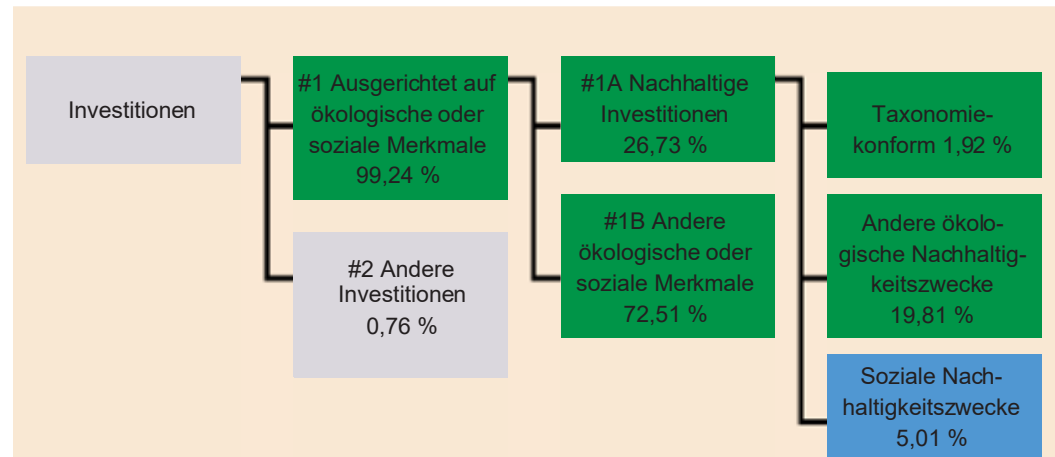 Investitionen
#1 Ausgerichtet auf
ökologische oder
soziale Merkmale
99,24 %
#2 Andere
Investitionen
0,76 %
#1A Nachhaltige
Investitionen
26,73 %
#1B Andere
ökologische oder
soziale Merkmale
72,51 %
Taxonomie-
konform 1,92 %
Andere ökolo-
gische Nachhaltig-
keitszwecke
19,81 %
Soziale Nach-
haltigkeitszwecke
5,01 %